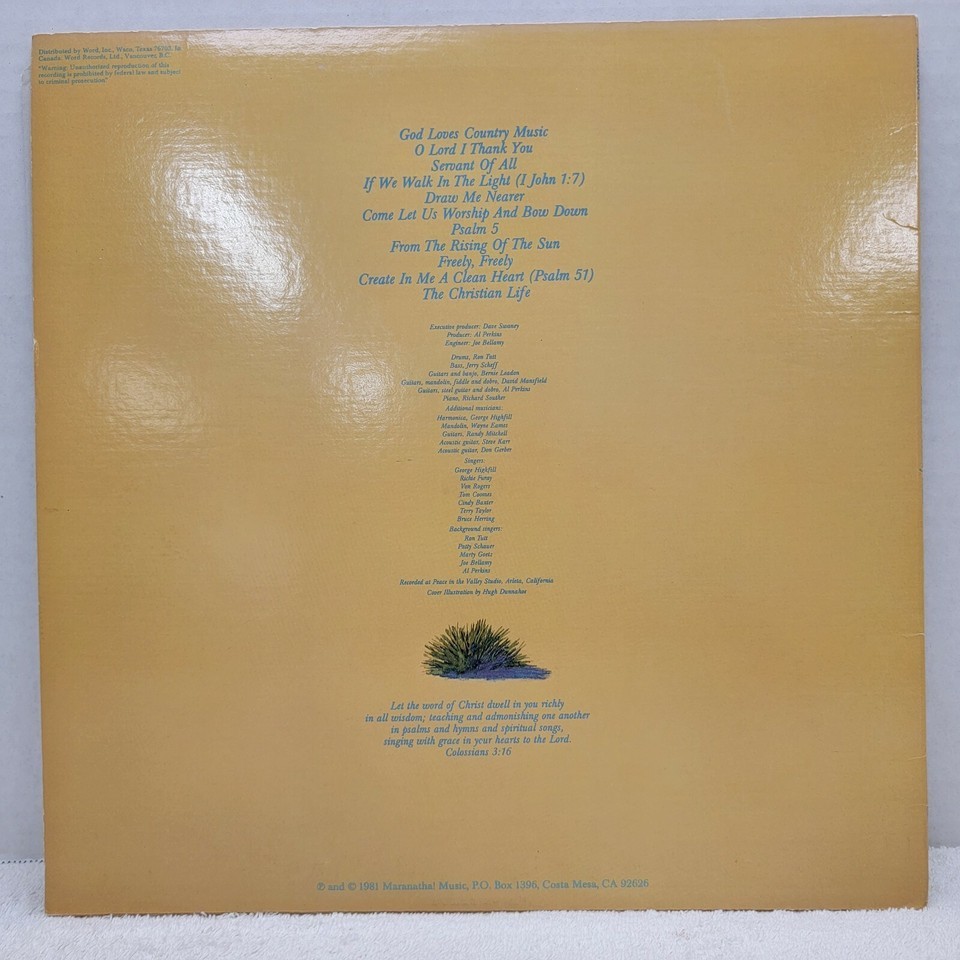 Distributed by Word, Inc., Waco, Texas 76703. In
Canada: Word Records, Ltd., Vancouver, B.C.
"Warning: Unauthorized reproduction of this
recording is prohibited by federal law and subject
to criminal prosecution"
God Loves Country Music
O Lord I Thank You
Servant Of All
If We Walk In The Light (I John 1:7)
Draw Me Nearer
Come Let Us Worship And Bow Down
Psalm 5
From The Rising Of The Sun
Freely, Freely
Create In Me A Clean Heart (Psalm 51)
The Christian Life
Executive producer: Dave Sweney
Producer: Al Perkins
Engineer: Joe Bellamy
Drums, Ron Tutt
Bass, Jerry Scheff
Guitars and banjo, Bernie Leadon
Guitars, mandolin, fiddle and dobro, David Mansfield
Guitars, steel guitar and dobro, Al Perkins
Piano, Richard Souther
Additional musicians:
Harmonica, George Highfill
Mandolin, Wayne Eames
Guitars, Randy Mitchell
Acoustic guitar, Steve Karr
Acoustic guitar, Don Gerber
Singers:
George Highfill
Richie Furay
Von Rogers
Tom Coomes
Cindy Baxter
Terry Taylor
Bruce Herring
Background singers:
Ron Tutt
Patty Schauer
Marty Goetz
Joe Bellamy
Al Perkins
Recorded at Peace in the Valley Studio, Arleta, California
Cover Illustration by Hugh Dunnahoe
Let the word of Christ dwell in you richly
in all wisdom; teaching and admonishing one another
in psalms and hymns and spiritual songs,
singing with grace in your hearts to the Lord.
Colossians 3:16
℗ and © 1981 Maranatha! Music, P.O. Box 1396, Costa Mesa, CA 92626